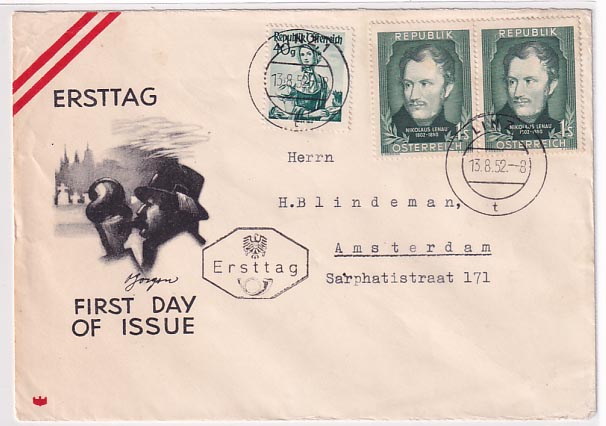 ERSTTAG
FIRST DAY
OF ISSUE
Republik Österreich
40g
13.8.52.-8
REPUBLIK
NIKOLAUS LENAU
1802-1850
1S
ÖSTERREICH
REPUBLIK
NIKOLAUS LENAU
1802-1850
1S
ÖSTERREICH
13.8.52.-8
t
Herrn
H.Blindeman,
Amsterdam
Sarphatistraat 171
Ersttag